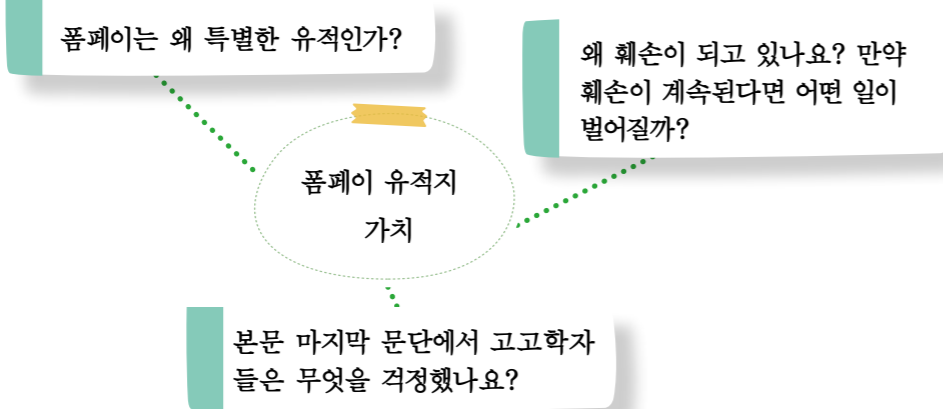 폼페이는 왜 특별한 유적인가?
왜 훼손이 되고 있나요? 만약
훼손이 계속된다면 어떤 일이
벌어질까?
폼페이 유적지
가치
본문 마지막 문단에서 고고학자
들은 무엇을 걱정했나요?